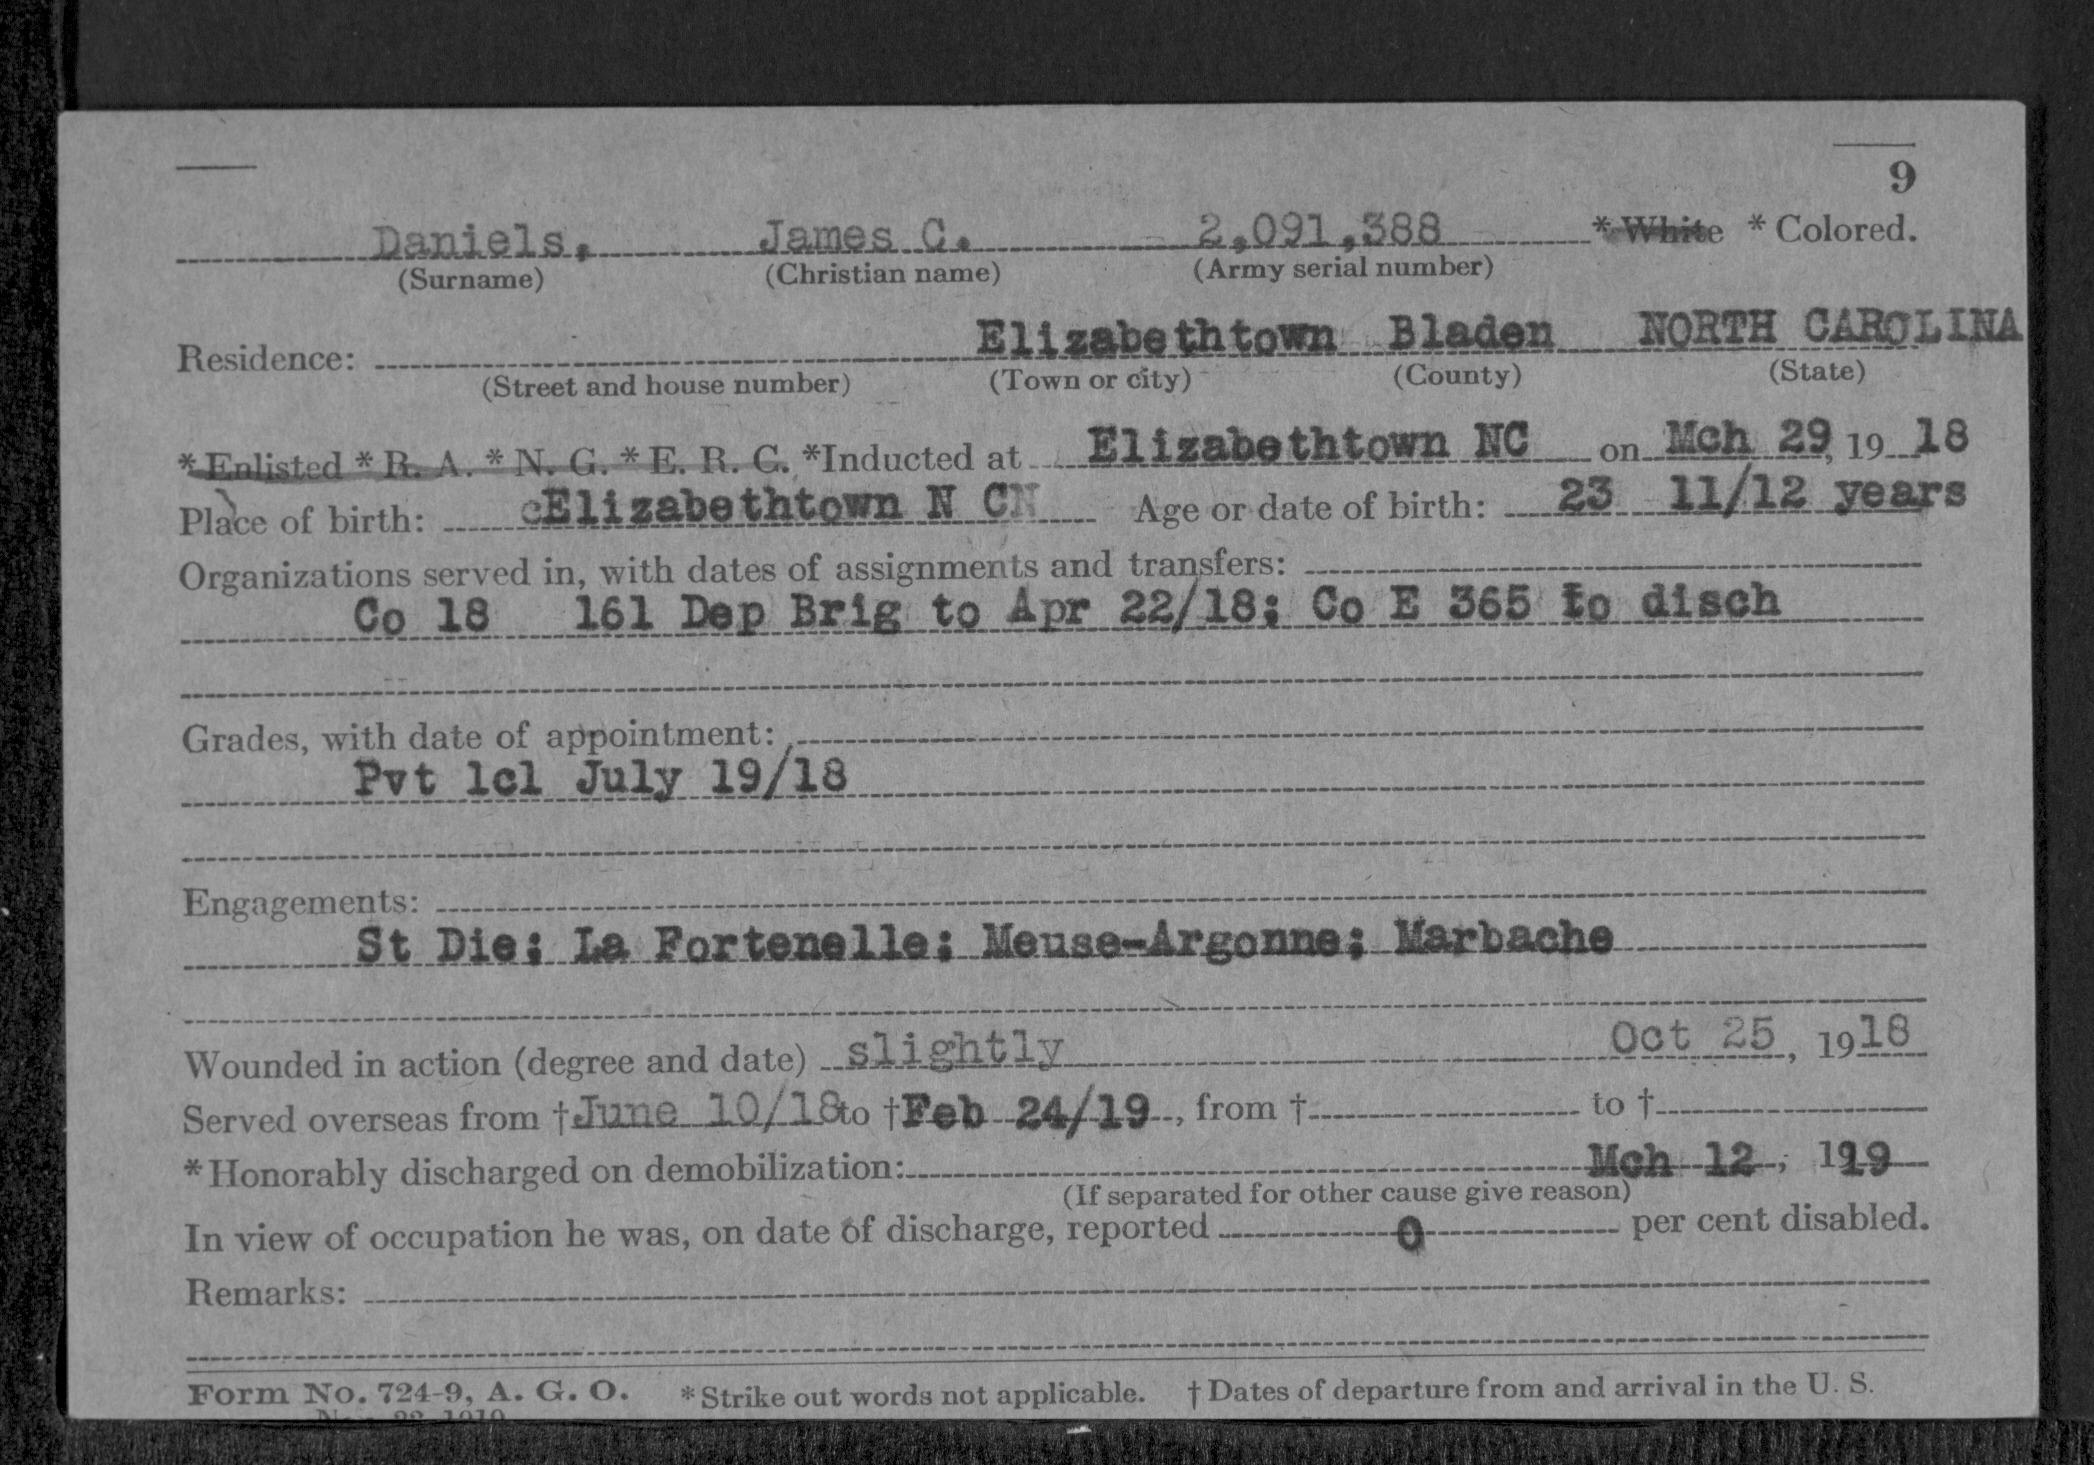 9
Daniels, James C. 2,091,388 * White * Colored.
(Surname) (Christian name) (Army serial number)
Residence: Elizabethtown Bladen NORTH CAROLINA
(Street and house number) (Town or city) (County) (State)
* Enlisted * R. A. * N. G. * E. R. C. *Inducted at Elizabethtown NC on Mch 29, 19 18
Place of birth: Elizabethtown N C Age or date of birth: 23 11/12 years
Organizations served in, with dates of assignments and transfers:
Co 18 161 Dep Brig to Apr 22/18; Co E 365 to disch
Grades, with date of appointment:
Pvt 1cl July 19/18
Engagements:
St Die; La Fortenelle; Meuse-Argonne; Marbache
Wounded in action (degree and date) slightly Oct 25, 1918
Served overseas from † June 10/18 to † Feb 24/19, from † to †
* Honorably discharged on demobilization: Mch 12, 1919
(If separated for other cause give reason)
In view of occupation he was, on date of discharge, reported 0 per cent disabled.
Remarks:
Form No. 724-9, A. G. O. * Strike out words not applicable. † Dates of departure from and arrival in the U. S.